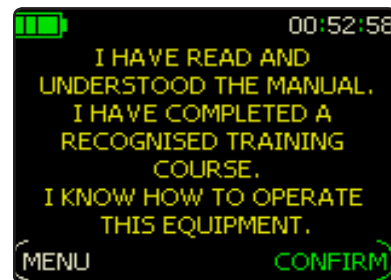 00:52:58
I HAVE READ AND
UNDERSTOOD THE MANUAL.
I HAVE COMPLETED A
RECOGNISED TRAINING
COURSE.
I KNOW HOW TO OPERATE
THIS EQUIPMENT.
MENU CONFIRM